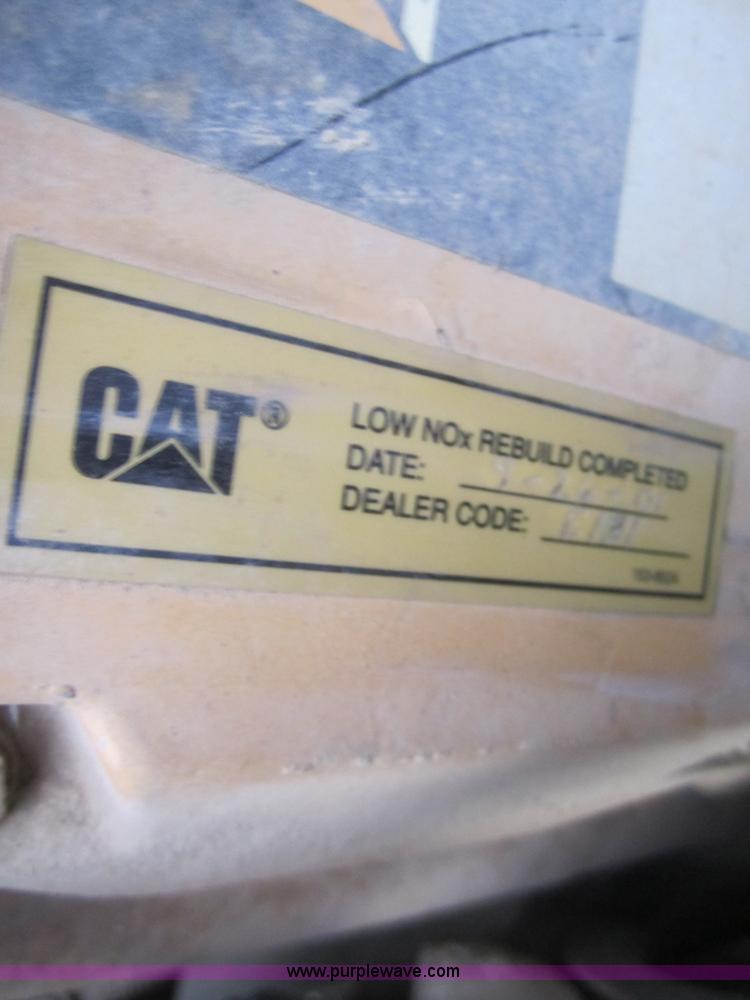 CAT®
LOW NOx REBUILD COMPLETED
DATE:
DEALER CODE:
www.purplewave.com